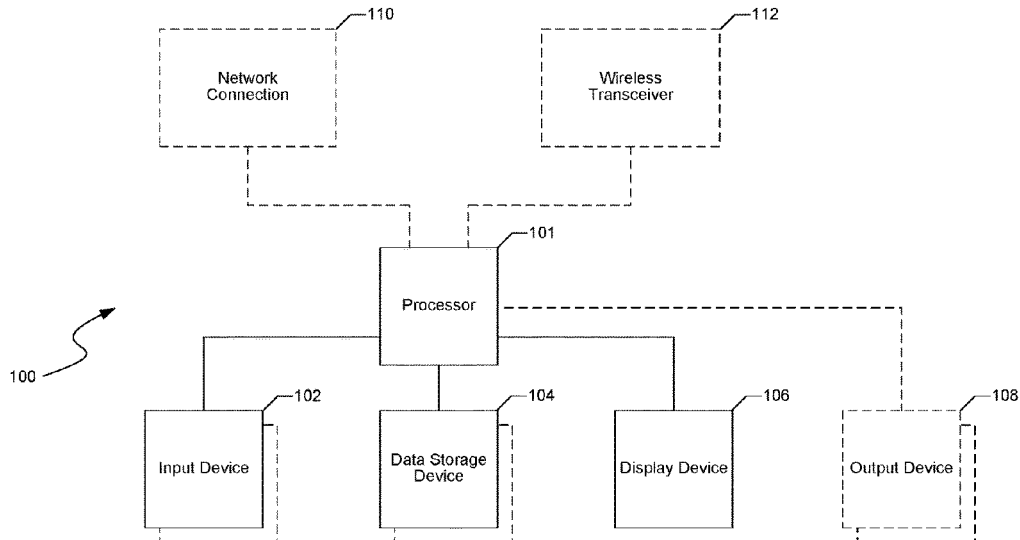 110
112
Network
Connection
Wireless
Transceiver
101
Processor
100
102
104
106
108
Input Device
Data Storage
Device
Display Device
Output Device